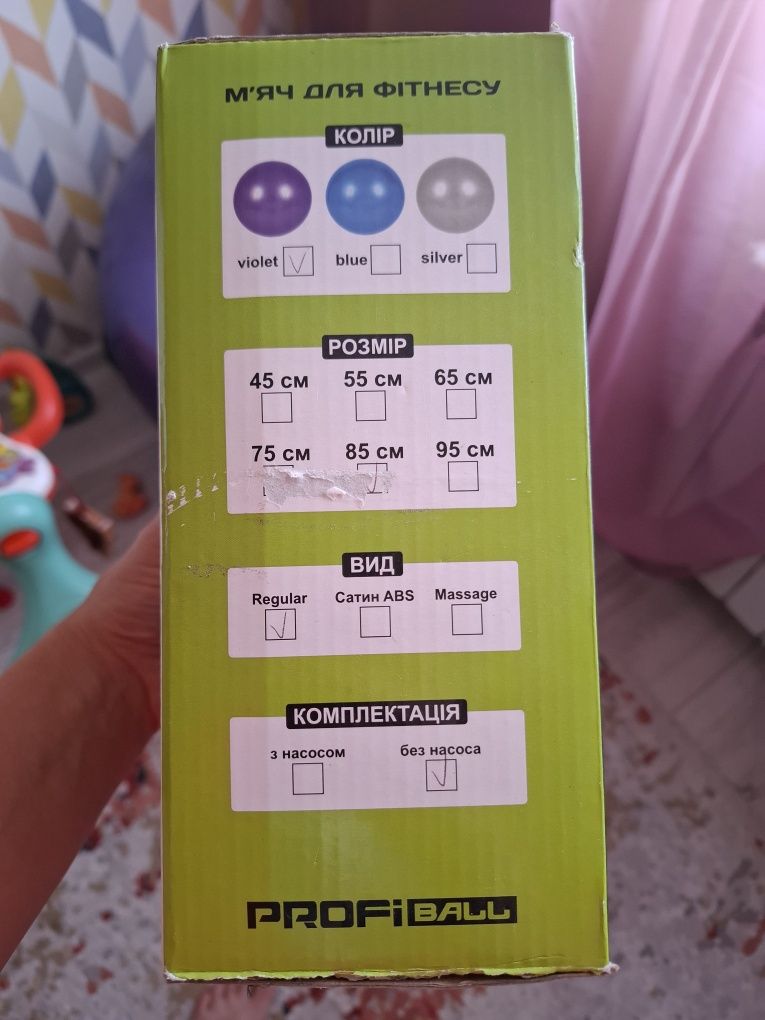 М'ЯЧ ДЛЯ ФІТНЕСУ
КОЛІР
violet blue silver
РОЗМІР
45 см 55 см 65 см
75 см 85 см 95 см
ВИД
Regular Сатин ABS Massage
КОМПЛЕКТАЦІЯ
з насосом без насоса
PROFi BALL